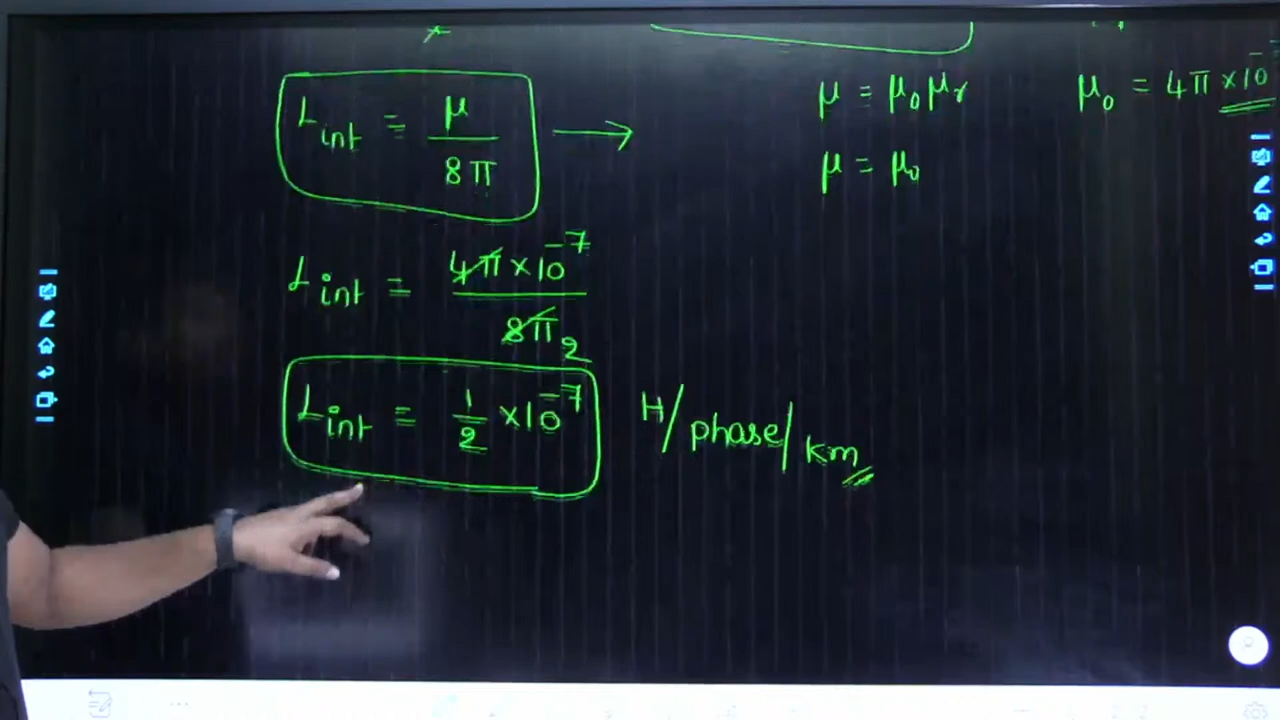 L_int = μ / 8π →
μ = μ₀μᵣ
μ₀ = 4π × 10⁻⁷
μ = μ₀
L_int = 4π × 10⁻⁷ / 8π 2
L_int = 1/2 × 10⁻⁷ H/phase/km